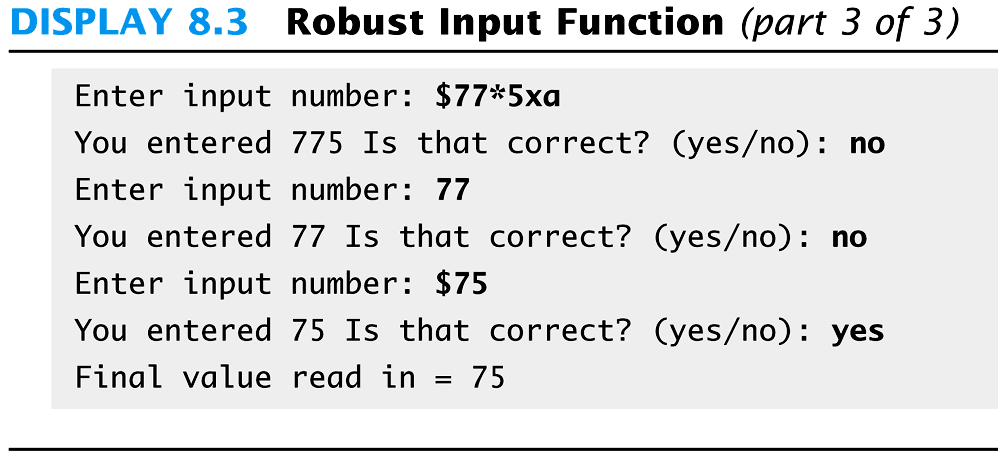 DISPLAY 8.3 Robust Input Function (part 3 of 3)
Enter input number: $77*5xa
You entered 775 Is that correct? (yes/no): no
Enter input number: 77
You entered 77 Is that correct? (yes/no): no
Enter input number: $75
You entered 75 Is that correct? (yes/no): yes
Final value read in = 75